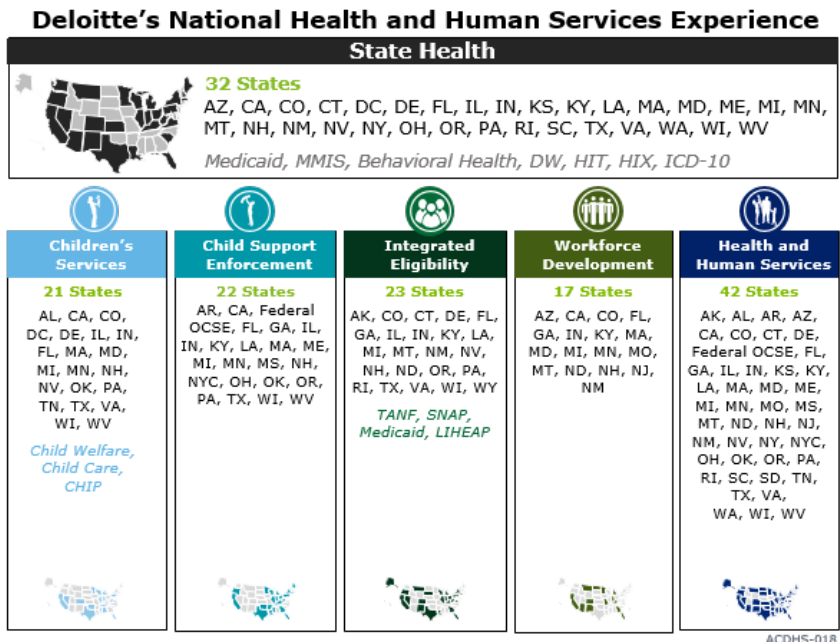 Deloitte's National Health and Human Services Experience
State Health
32 States
AZ, CA, CO, CT, DC, DE, FL, IL, IN, KS, KY, LA, MA, MD, ME, MI, MN,
MT, NH, NM, NV, NY, OH, OR, PA, RI, SC, TX, VA, WA, WI, WV
Medicaid, MMIS, Behavioral Health, DW, HIT, HIX, ICD-10
Children's
Services
21 States
AL, CA, CO,
DC, DE, IL, IN,
FL, MA, MD,
MI, MN, NH,
NV, OK, PA,
TN, TX, VA,
WI, WV
Child Welfare,
Child Care,
CHIP
Child Support
Enforcement
22 States
AR, CA, Federal
OCSE, FL, GA, IL,
IN, KY, LA, MA, ME,
MI, MN, MS, NH,
NYC, OH, OK, OR,
PA, TX, WI, WV
Integrated
Eligibility
23 States
AK, CO, CT, DE, FL,
GA, IL, IN, KY, LA,
MI, MT, NM, NV,
NH, ND, OR, PA,
RI, TX, VA, WI, WY
TANF, SNAP,
Medicaid, LIHEAP
Workforce
Development
17 States
AZ, CA, CO, FL,
GA, IN, KY, MA,
MD, MI, MN, MO,
MT, ND, NH, NJ,
NM
Health and
Human Services
42 States
AK, AL, AR, AZ,
CA, CO, CT, DE,
Federal OCSE, FL,
GA, IL, IN, KS, KY,
LA, MA, MD, ME,
MI, MN, MO, MS,
MT, ND, NH, NJ,
NM, NV, NY, NYC,
OH, OK, OR, PA,
RI, SC, SD, TN,
TX, VA,
WA, WI, WV
ACDHS-018